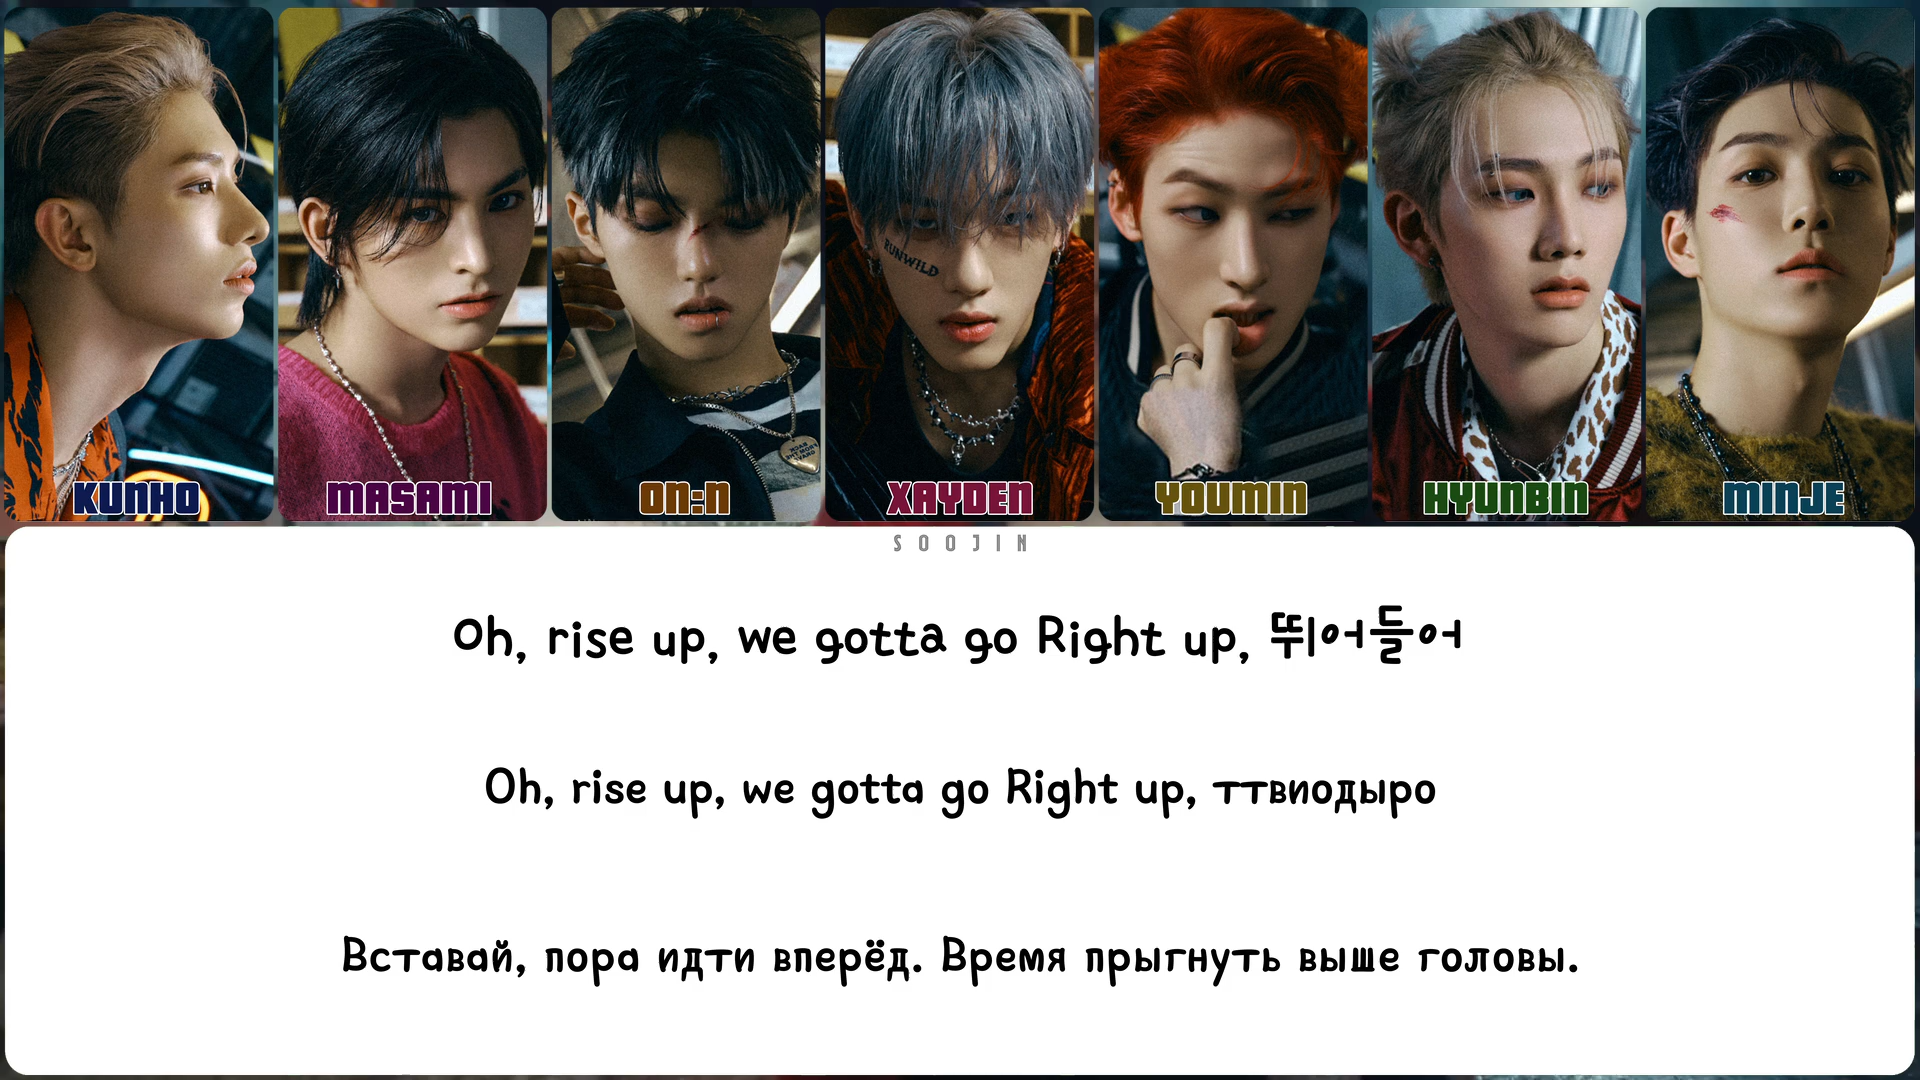 RUNWILD
KUNHO
MASAMI
ON:N
XAYDEN
YOUMIN
HYUNBIN
MINJE
SOOJIN
Oh, rise up, we gotta go Right up, 뛰어들어
Oh, rise up, we gotta go Right up, ттвиодыро
Вставай, пора идти вперёд. Время прыгнуть выше головы.